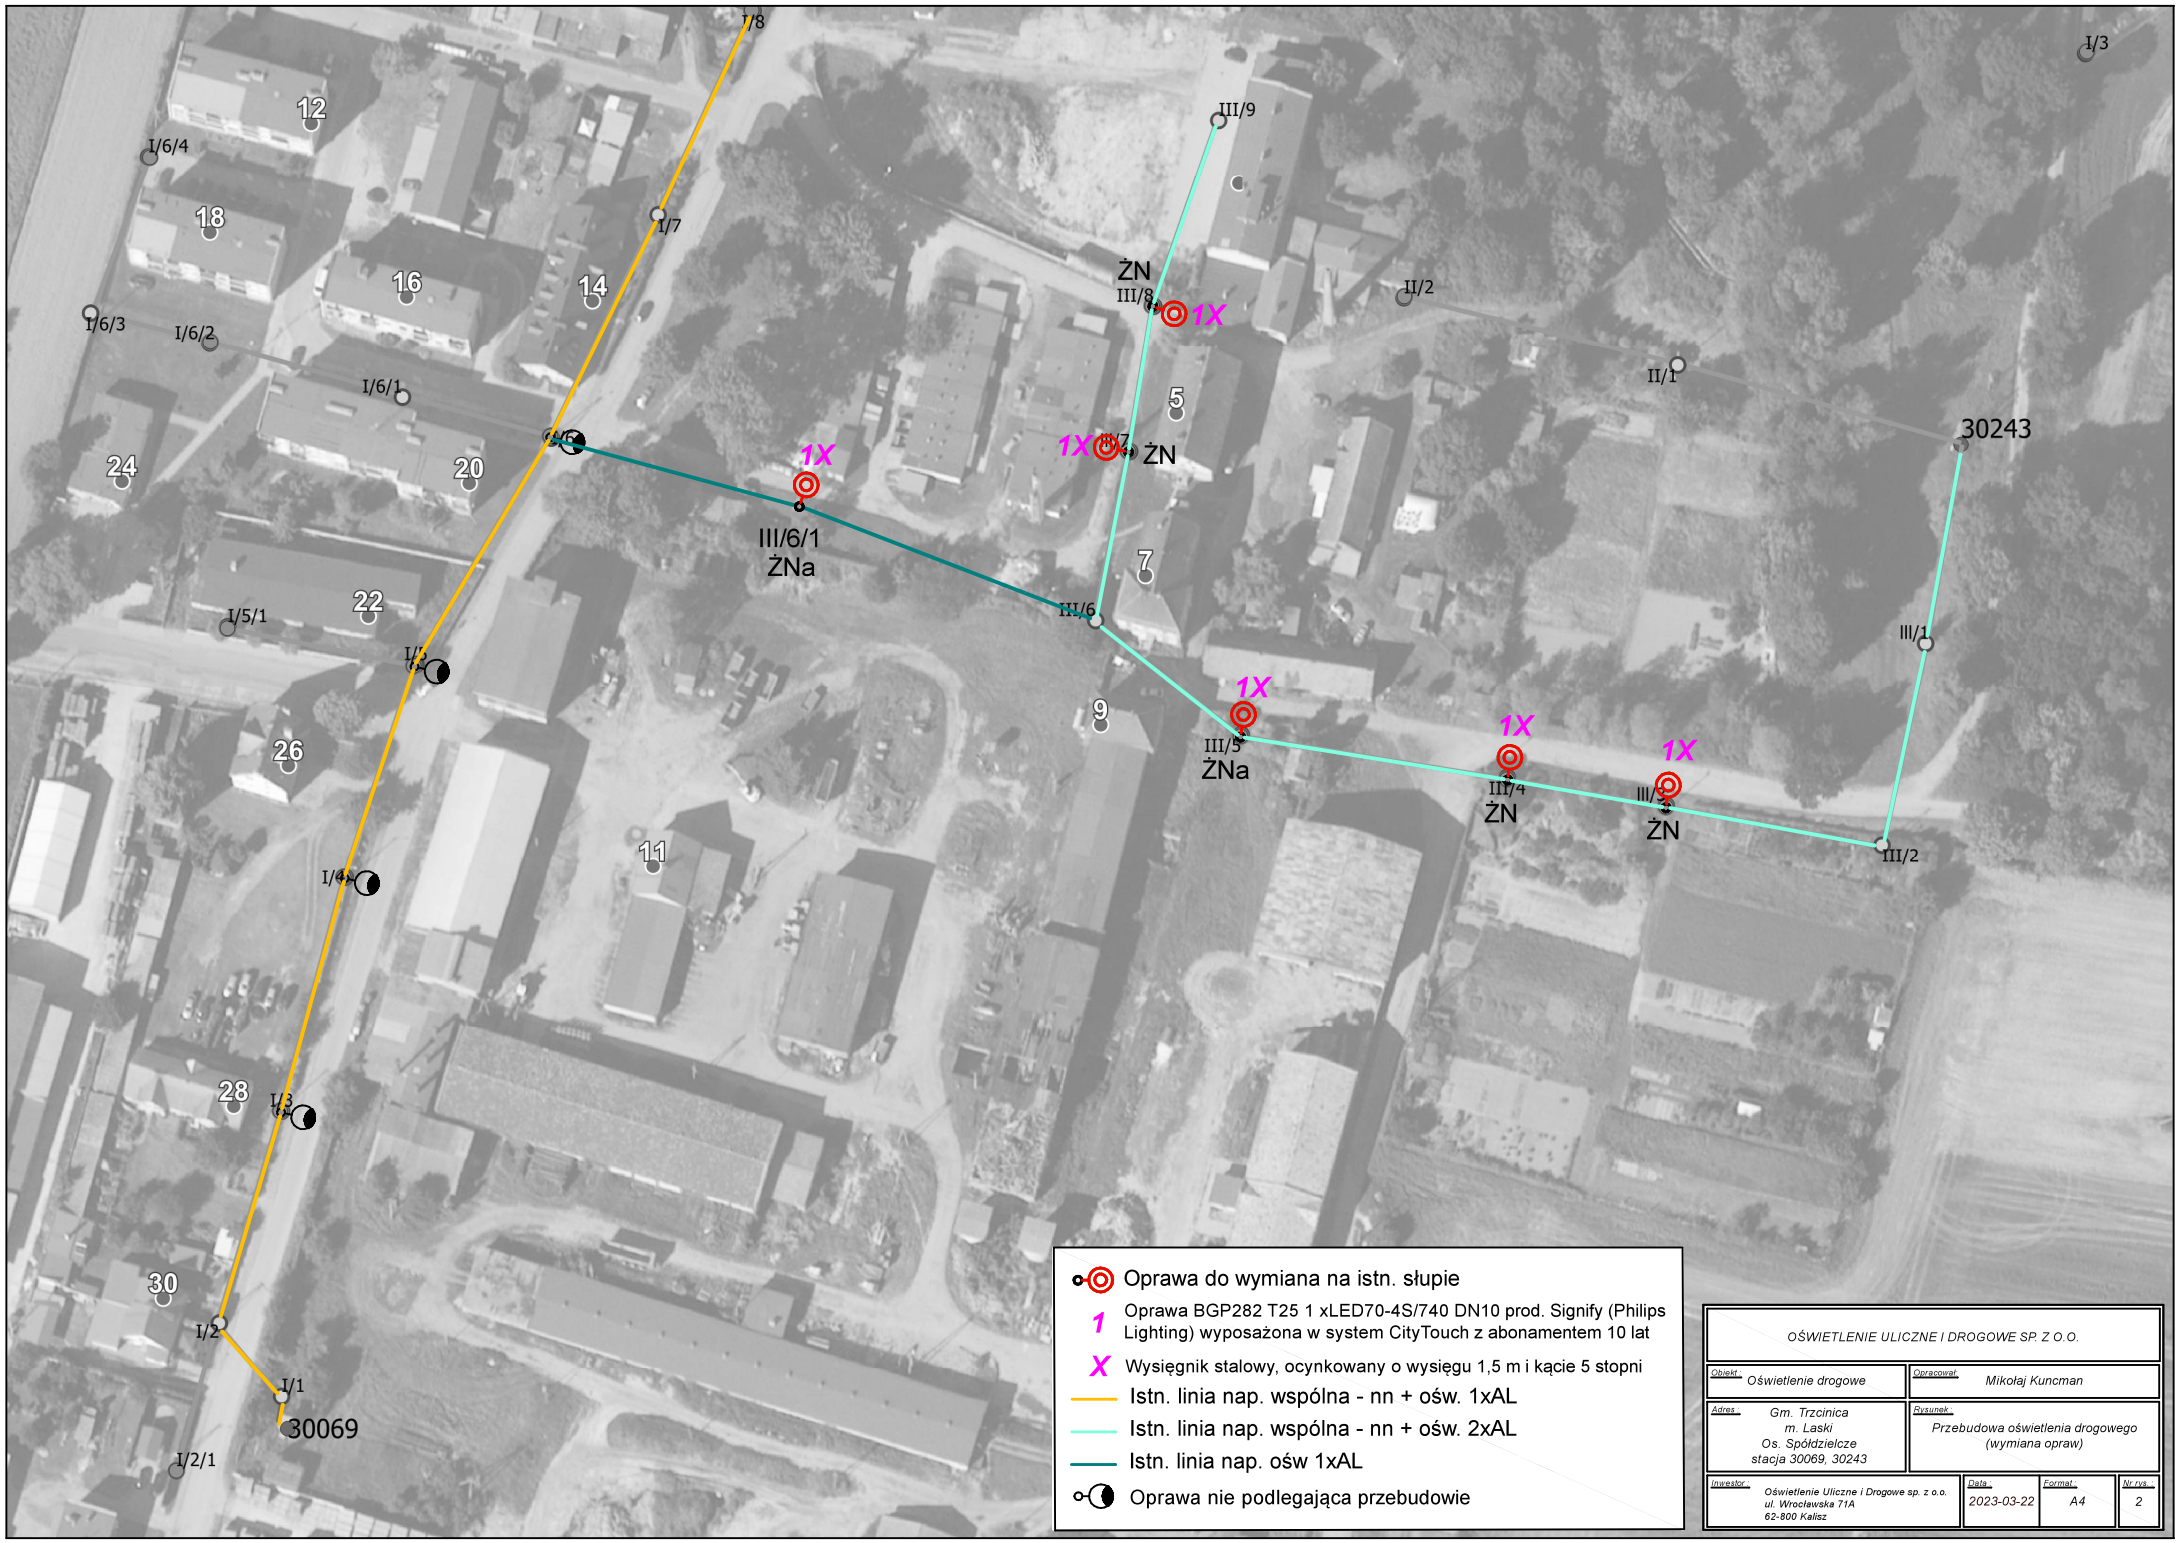 I/8
I/3
12
I/6/4
III/9
18
I/7
ŻN
III/8
1X
16
14
II/2
I/6/3
I/6/2
I/6/1
II/1
5
30243
1X
1X
ŻN
24
20
III/6/1
ŻNa
7
I/5/1
22
III/6
III/1
I/5
1X
9
III/5
ŻNa
26
1X
III/4
ŻN
1X
III/3
ŻN
III/2
11
I/4
28
I/3
30
I/2
I/1
30069
I/2/1
Oprawa do wymiana na istn. słupie
1 Oprawa BGP282 T25 1 xLED70-4S/740 DN10 prod. Signify (Philips
Lighting) wyposażona w system CityTouch z abonamentem 10 lat
X Wysięgnik stalowy, ocynkowany o wysięgu 1,5 m i kącie 5 stopni
Istn. linia nap. wspólna - nn + ośw. 1xAL
Istn. linia nap. wspólna - nn + ośw. 2xAL
Istn. linia nap. ośw 1xAL
Oprawa nie podlegająca przebudowie
OŚWIETLENIE ULICZNE I DROGOWE SP. Z O.O.
Obiekt : Oświetlenie drogowe
Opracował: Mikołaj Kuncman
Adres : Gm. Trzcinica
m. Laski
Os. Spółdzielcze
stacja 30069, 30243
Rysunek :
Przebudowa oświetlenia drogowego
(wymiana opraw)
Inwestor :
Oświetlenie Uliczne i Drogowe sp. z o.o.
ul. Wrocławska 71A
62-800 Kalisz
Data :
2023-03-22
Format :
A4
Nr rys. :
2